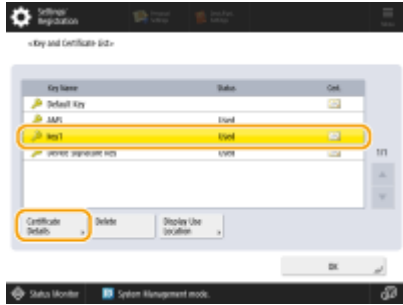 Settings/
Registration
<Key and Certificate List>
Key Name Status Cert.
Default Key
AMS Used
Key1 Used
Device Signature Key Used
1/1
Certificate
Details
Delete
Display Use
Location
OK
Status Monitor
System Management mode.